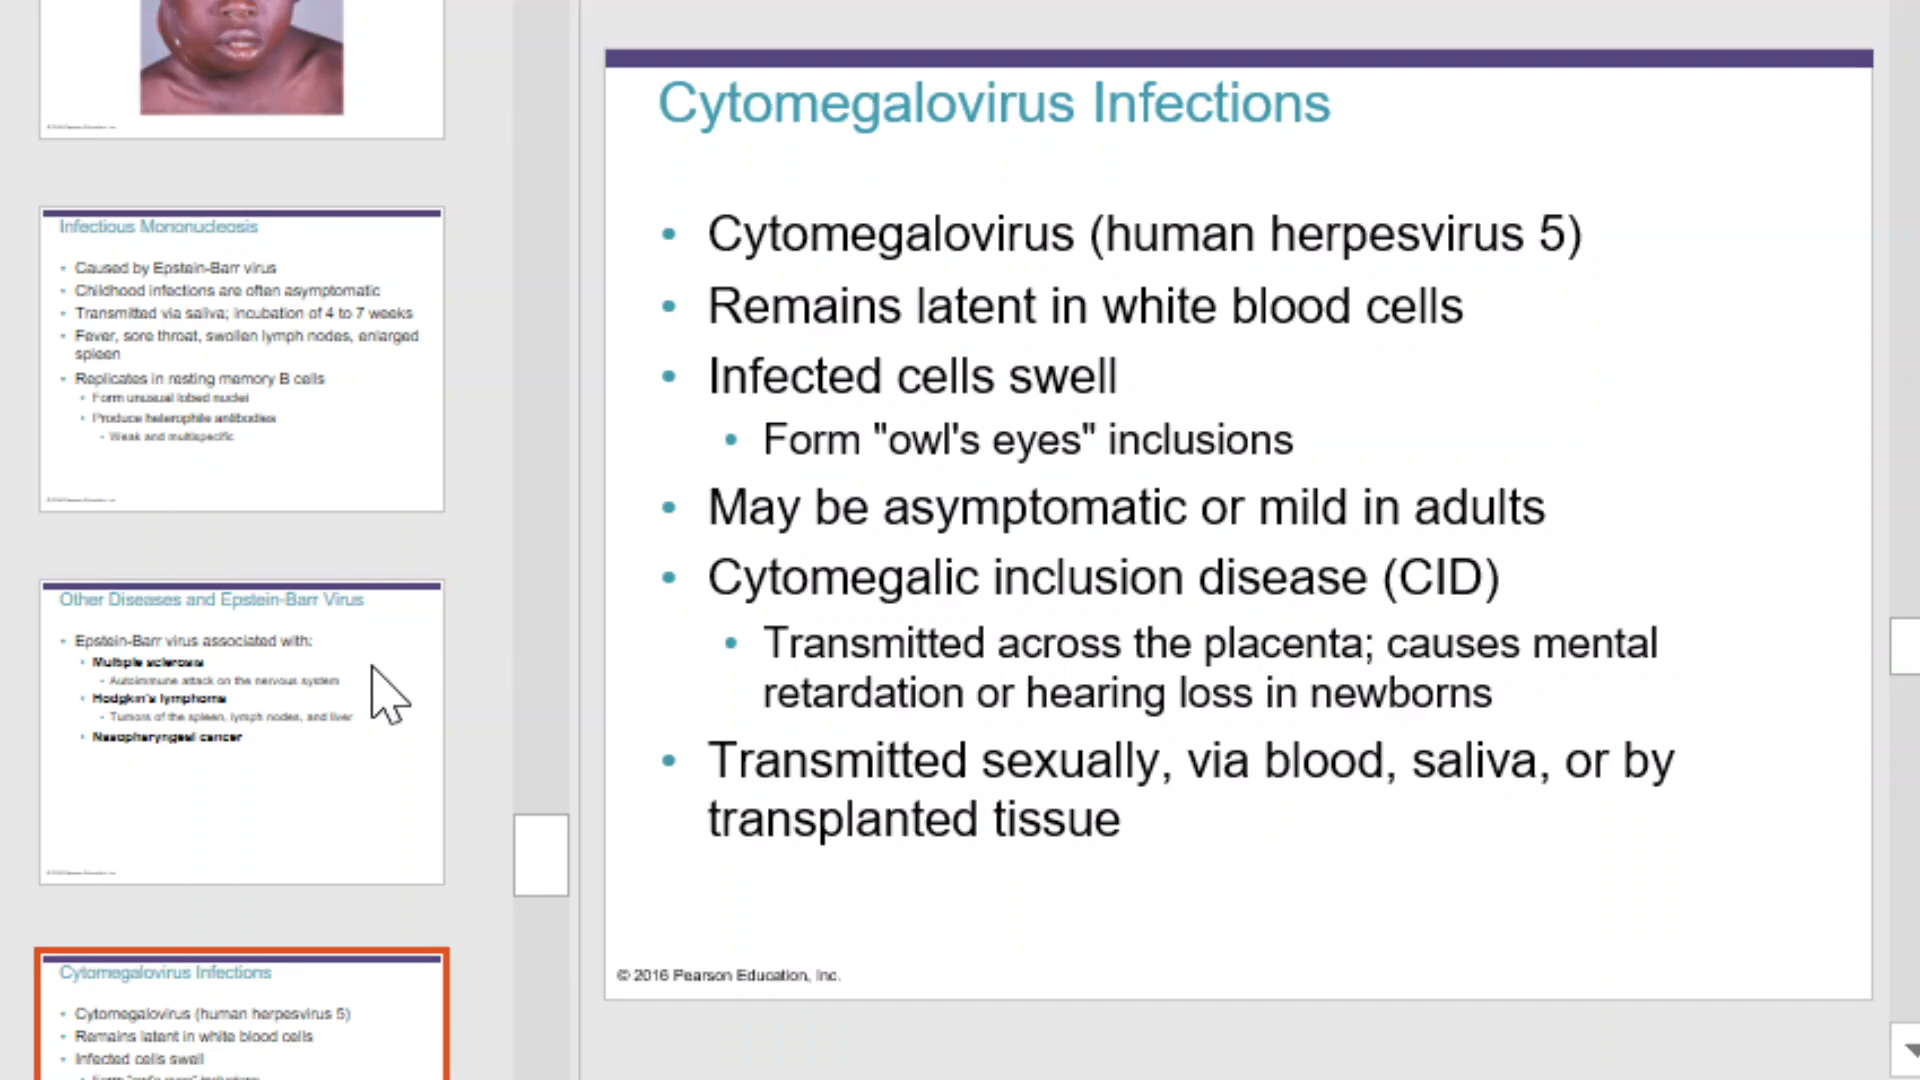 Infectious Mononucleosis
• Caused by Epstein-Barr virus
• Childhood infections are often asymptomatic
• Transmitted via saliva; incubation of 4 to 7 weeks
• Fever, sore throat, swollen lymph nodes, enlarged
spleen
• Replicates in resting memory B cells
• Form unusual lobed nuclei
• Produce heterophile antibodies
- Weak and multispecific
Other Diseases and Epstein-Barr Virus
• Epstein-Barr virus associated with:
• Multiple sclerosis
- Autoimmune attack on the nervous system
• Hodgkin's lymphoma
- Tumors of the spleen, lymph nodes, and liver
• Nasopharyngeal cancer
Cytomegalovirus Infections
• Cytomegalovirus (human herpesvirus 5)
• Remains latent in white blood cells
• Infected cells swell
Cytomegalovirus Infections
• Cytomegalovirus (human herpesvirus 5)
• Remains latent in white blood cells
• Infected cells swell
• Form "owl's eyes" inclusions
• May be asymptomatic or mild in adults
• Cytomegalic inclusion disease (CID)
• Transmitted across the placenta; causes mental
retardation or hearing loss in newborns
• Transmitted sexually, via blood, saliva, or by
transplanted tissue
© 2016 Pearson Education, Inc.